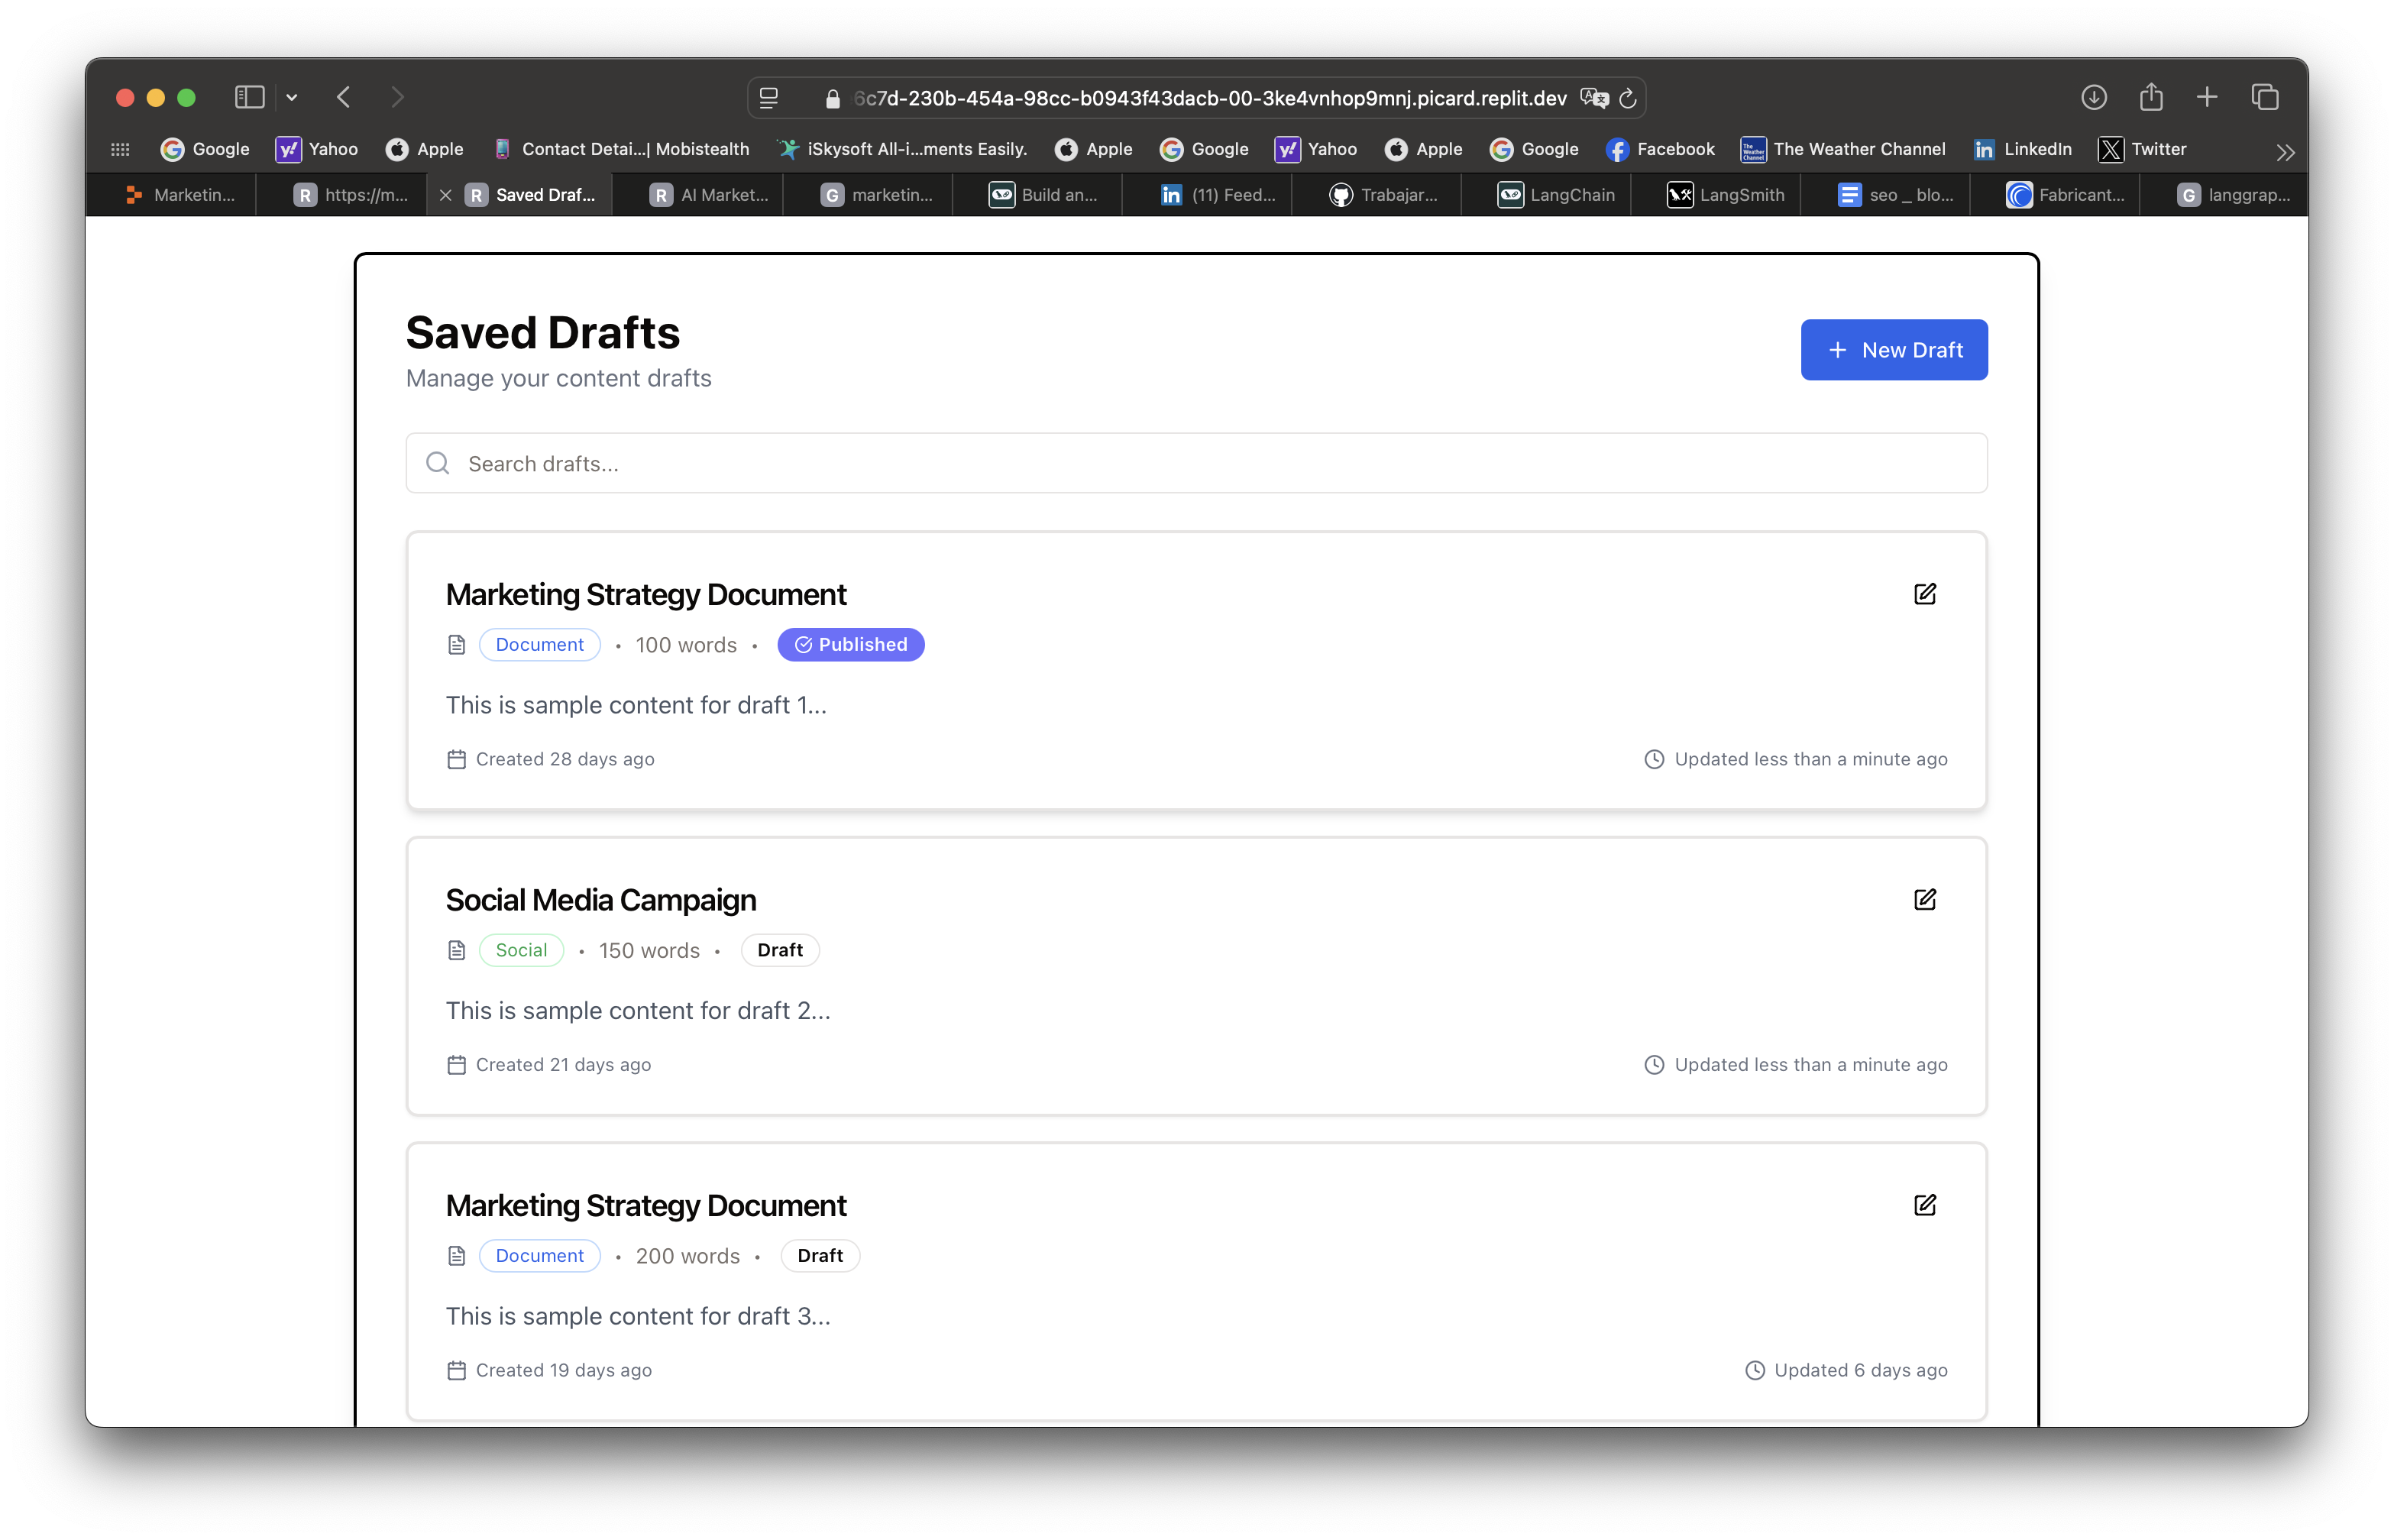 6c7d-230b-454a-98cc-b0943f43dacb-00-3ke4vnhop9mnj.picard.replit.dev
Google Yahoo Apple Contact Detai...| Mobistealth iSkysoft All-i...ments Easily. Apple Google Yahoo Apple Google Facebook The Weather Channel LinkedIn Twitter
Marketin... https://m... Saved Draf... AI Market... marketin... Build an... (11) Feed... Trabajar... LangChain LangSmith seo _ blo... Fabricant... langgrap...
Saved Drafts
Manage your content drafts
+ New Draft
Search drafts...
Marketing Strategy Document
Document • 100 words • Published
This is sample content for draft 1...
Created 28 days ago Updated less than a minute ago
Social Media Campaign
Social • 150 words • Draft
This is sample content for draft 2...
Created 21 days ago Updated less than a minute ago
Marketing Strategy Document
Document • 200 words • Draft
This is sample content for draft 3...
Created 19 days ago Updated 6 days ago